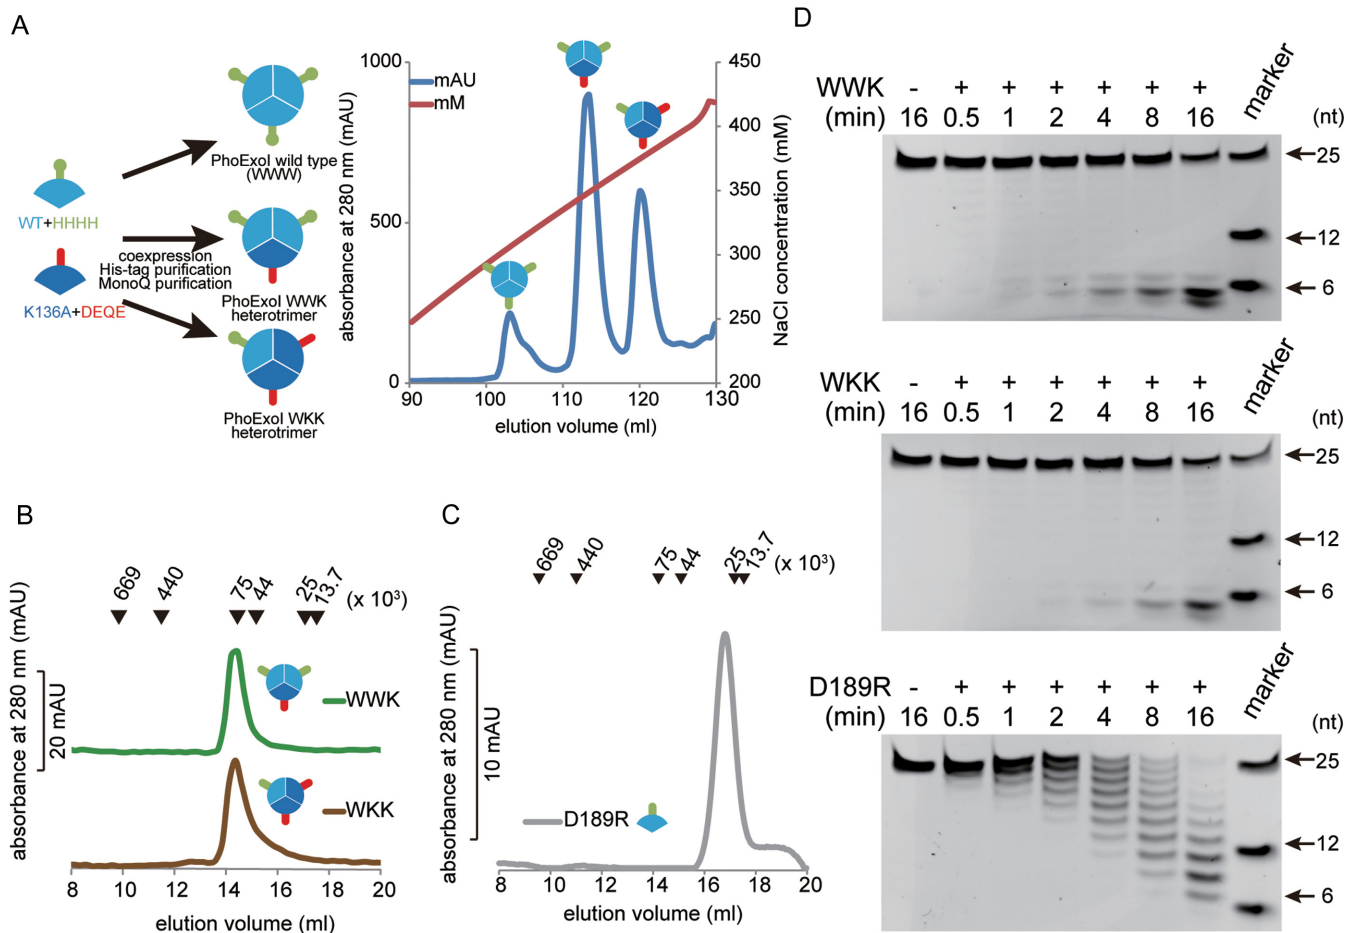 A
WT+HHHH
K136A+DEQE
coexpression
His-tag purification
MonoQ purification
PhoExoI wild type
(WWW)
PhoExoI WWK
heterotrimer
PhoExoI WKK
heterotrimer
absorbance at 280 nm (mAU)
1000
500
0
mAU
mM
90
100
110
120
130
elution volume (ml)
450
400
350
300
250
200
NaCl concentration (mM)
B
669
440
75
44
25
13.7
(x 10³)
absorbance at 280 nm (mAU)
20 mAU
WWK
WKK
8
10
12
14
16
18
20
elution volume (ml)
C
669
440
75
44
25
13.7
(x 10³)
absorbance at 280 nm (mAU)
10 mAU
D189R
8
10
12
14
16
18
20
elution volume (ml)
D
WWK - + + + + + + marker
(min) 16 0.5 1 2 4 8 16 (nt)
25
12
6
WKK - + + + + + + marker
(min) 16 0.5 1 2 4 8 16 (nt)
25
12
6
D189R - + + + + + + marker
(min) 16 0.5 1 2 4 8 16 (nt)
25
12
6